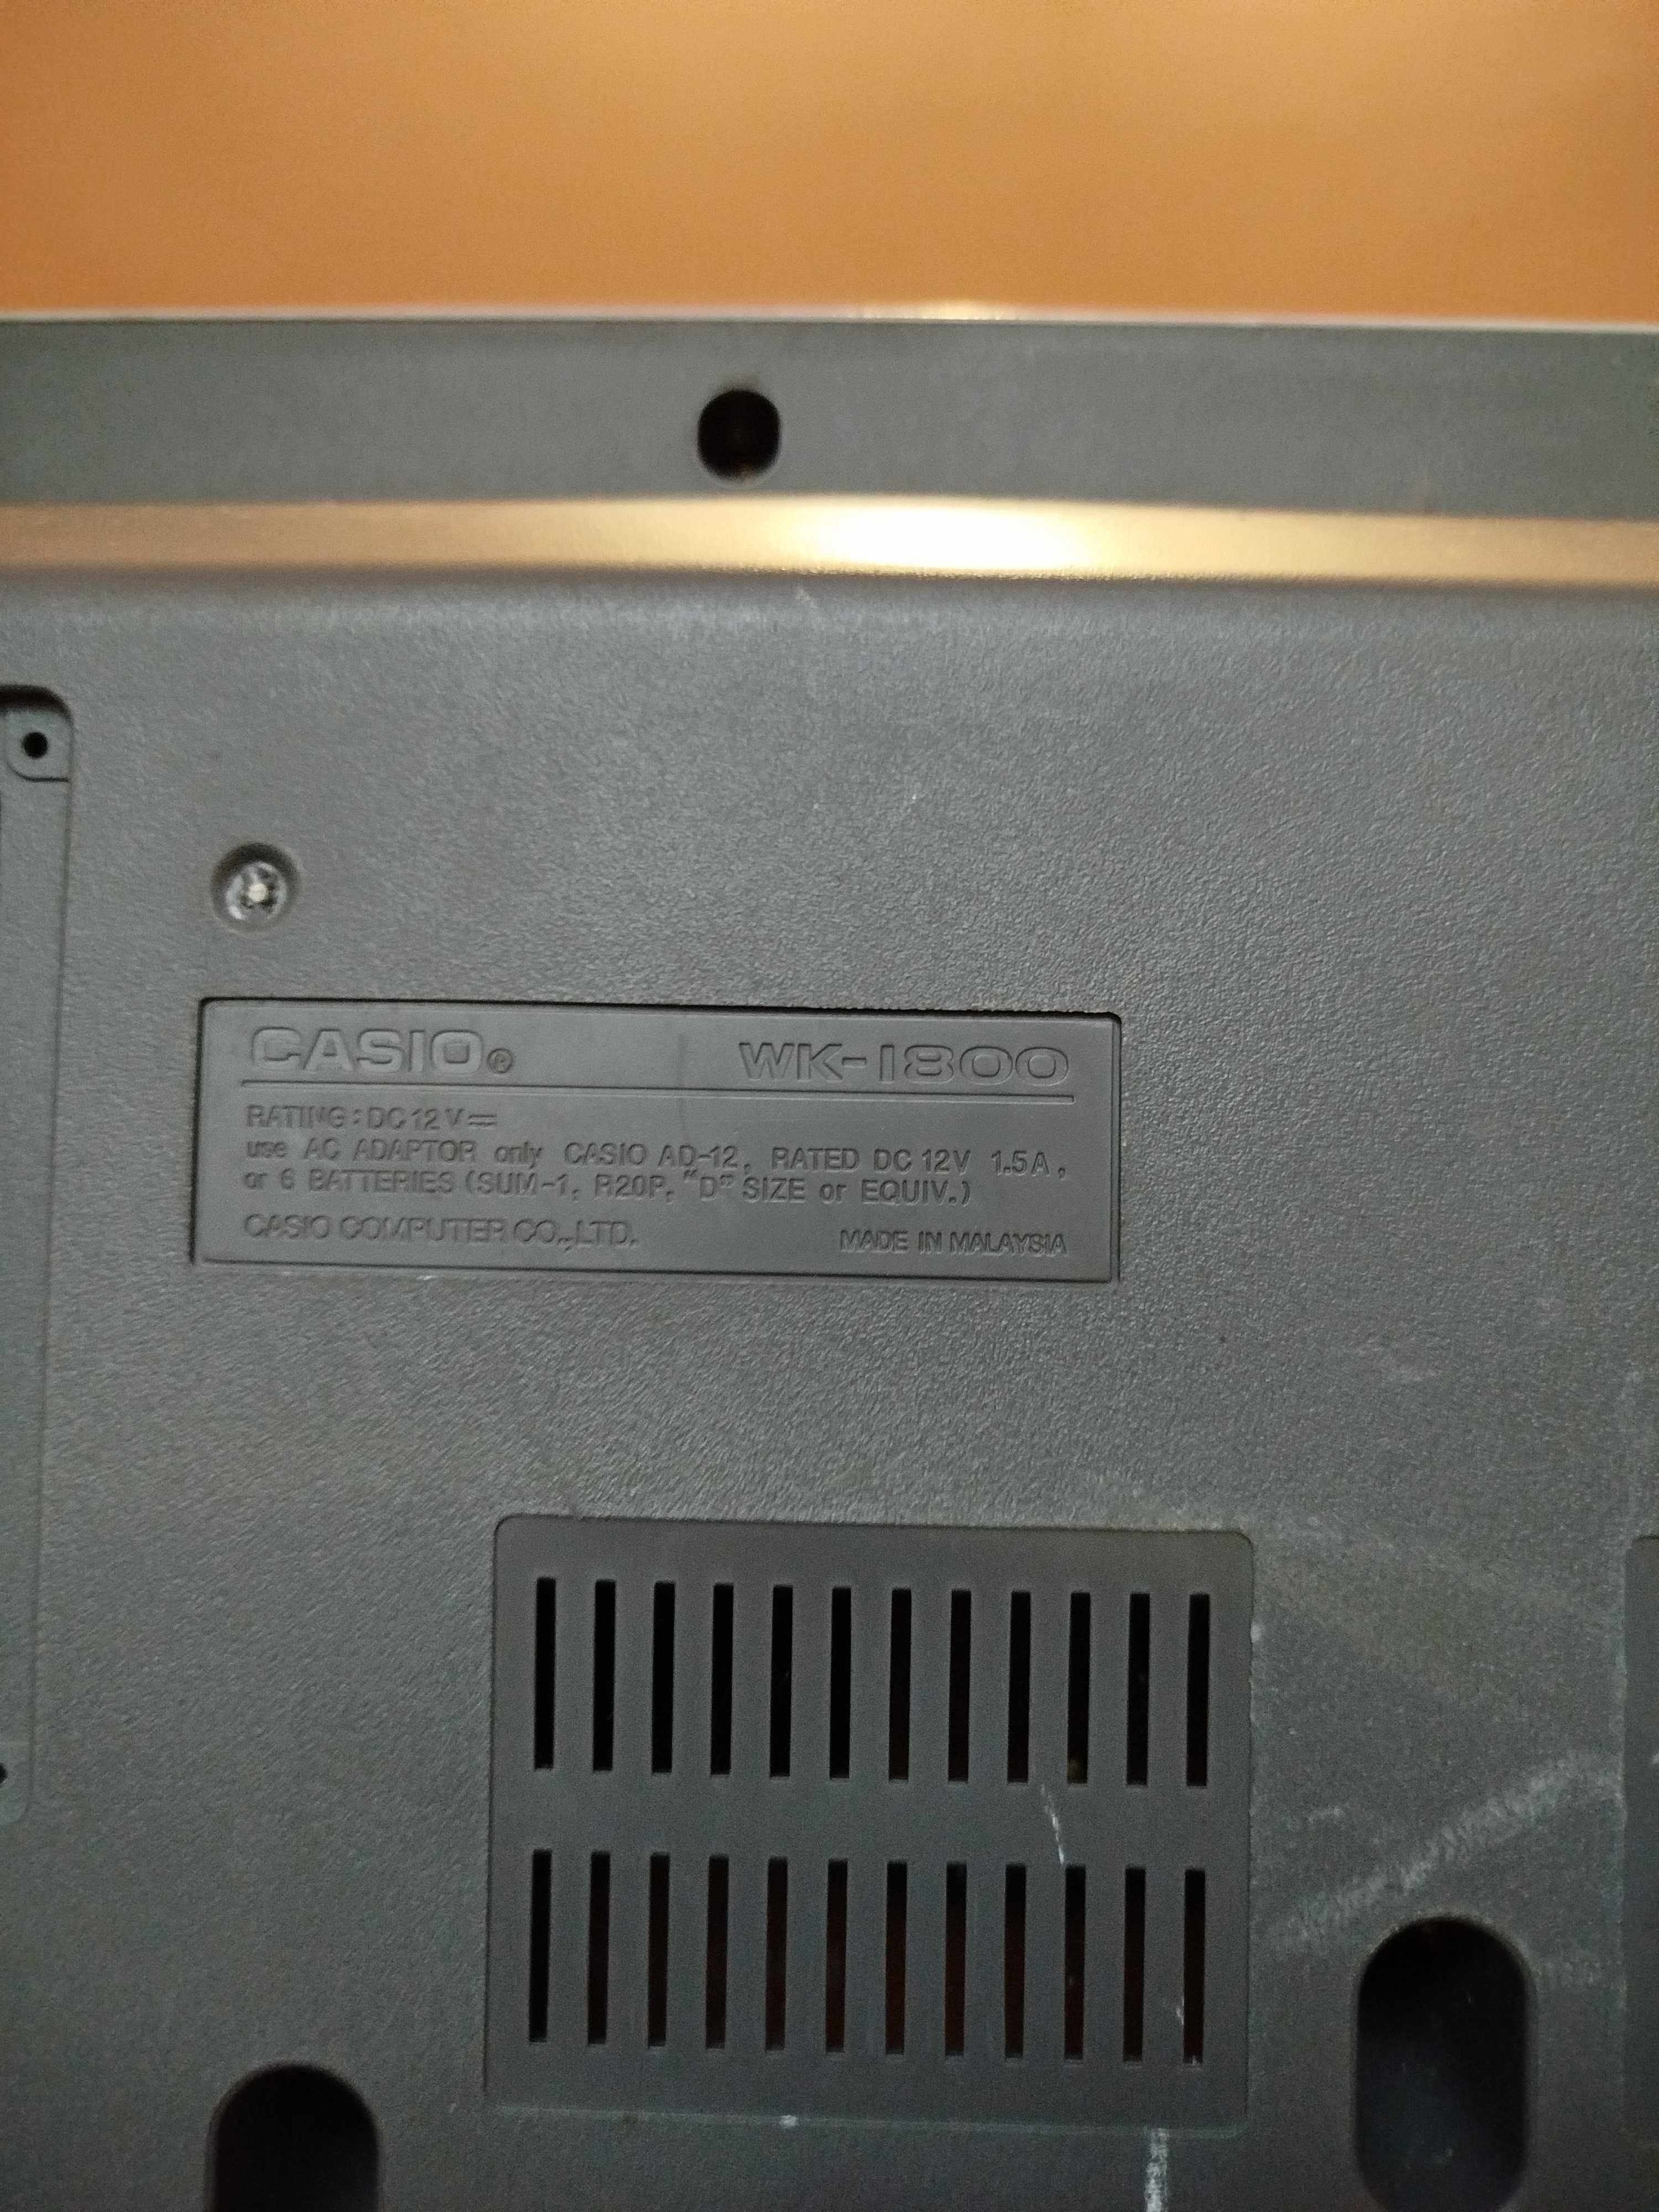 CASIO® WK-1800
RATING : DC 12 V ⎓
use AC ADAPTOR only CASIO AD-12, RATED DC 12V 1.5 A,
or 6 BATTERIES (SUM-1, R20P, "D" SIZE or EQUIV.)
CASIO COMPUTER CO.,LTD. MADE IN MALAYSIA